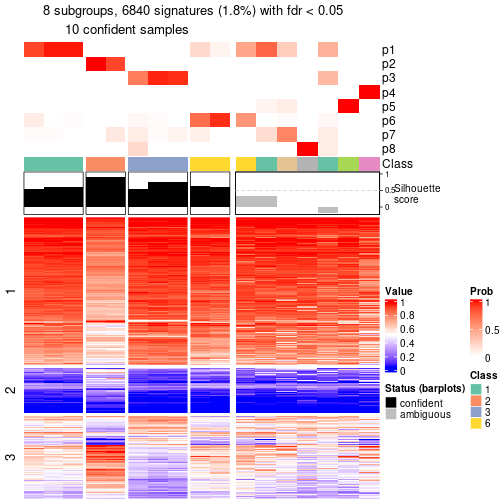 8 subgroups, 6840 signatures (1.8%) with fdr < 0.05
10 confident samples
p1
p2
p3
p4
p5
p6
p7
p8
Class
1
0.5
0
Silhouette
score
1
2
3
Value
1
0.8
0.6
0.4
0.2
0
Prob
1
0.5
0
Status (barplots)
confident
ambiguous
Class
1
2
3
6